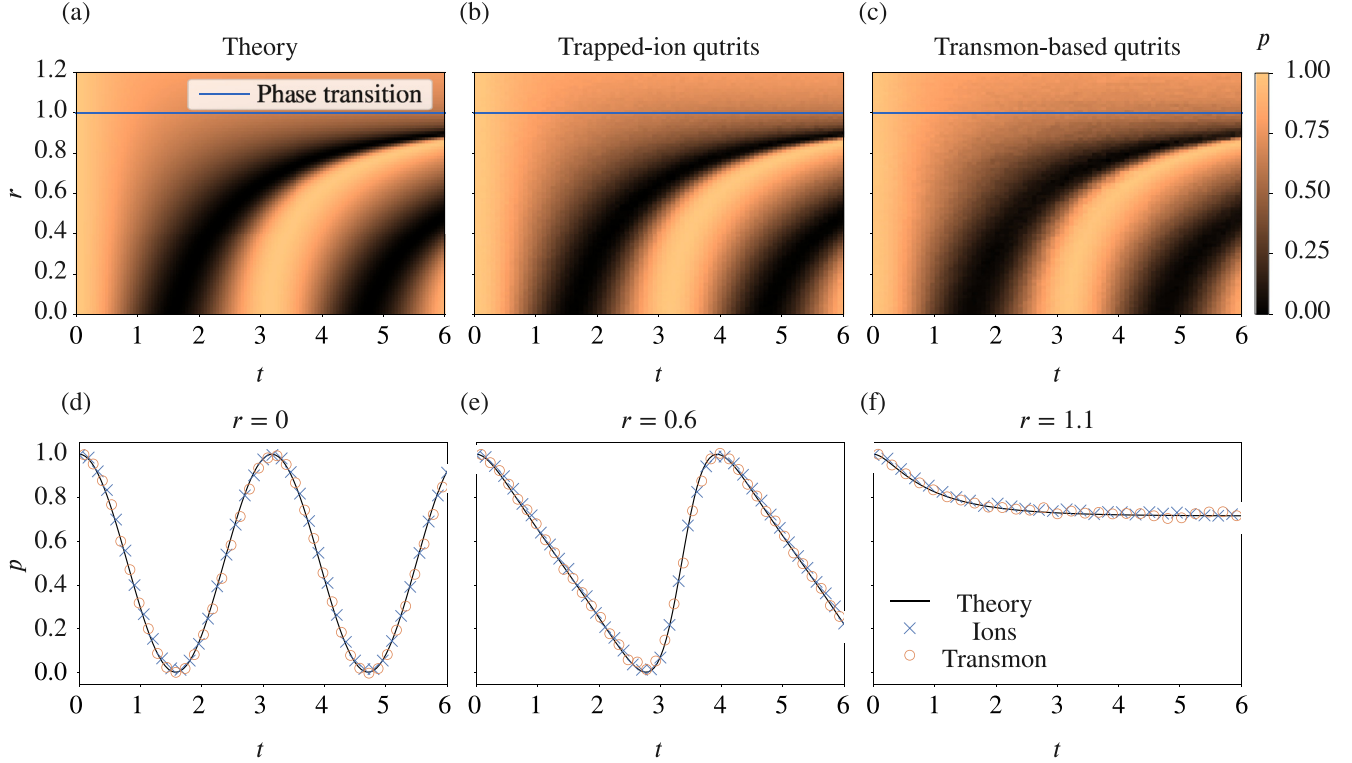 (a)
Theory
(b)
Trapped-ion qutrits
(c)
Transmon-based qutrits
p
Phase transition
r
1.2
1.0
0.8
0.6
0.4
0.2
0.0
0 1 2 3 4 5 6
t
0 1 2 3 4 5 6
t
0 1 2 3 4 5 6
t
1.00
0.75
0.50
0.25
0.00
(d)
r = 0
(e)
r = 0.6
(f)
r = 1.1
p
1.0
0.8
0.6
0.4
0.2
0.0
Theory
Ions
Transmon
0 1 2 3 4 5 6
t
0 1 2 3 4 5 6
t
0 1 2 3 4 5 6
t